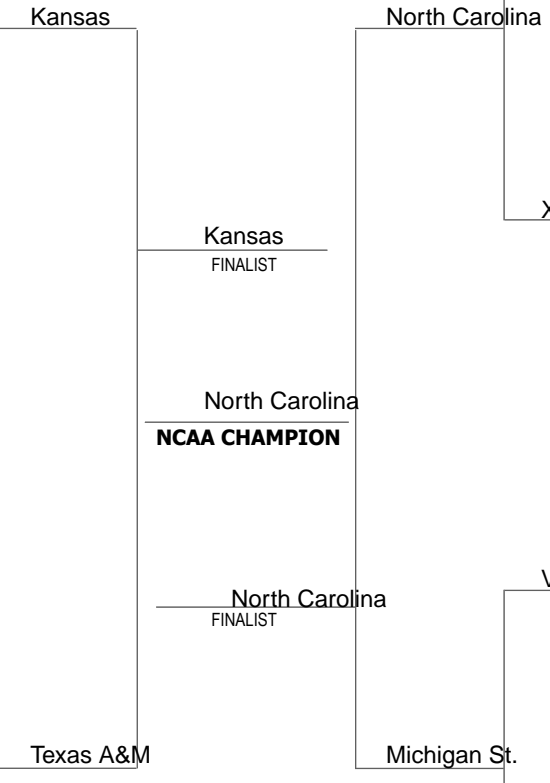 Kansas
North Carolina
X
Kansas
FINALIST
North Carolina
NCAA CHAMPION
V
North Carolina
FINALIST
Texas A&M
Michigan St.